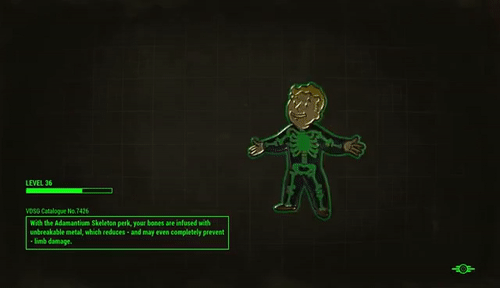 LEVEL 36
VDSG Catalogue No.7426
With the Adamantium Skeleton perk, your bones are infused with
unbreakable metal, which reduces - and may even completely prevent
- limb damage.